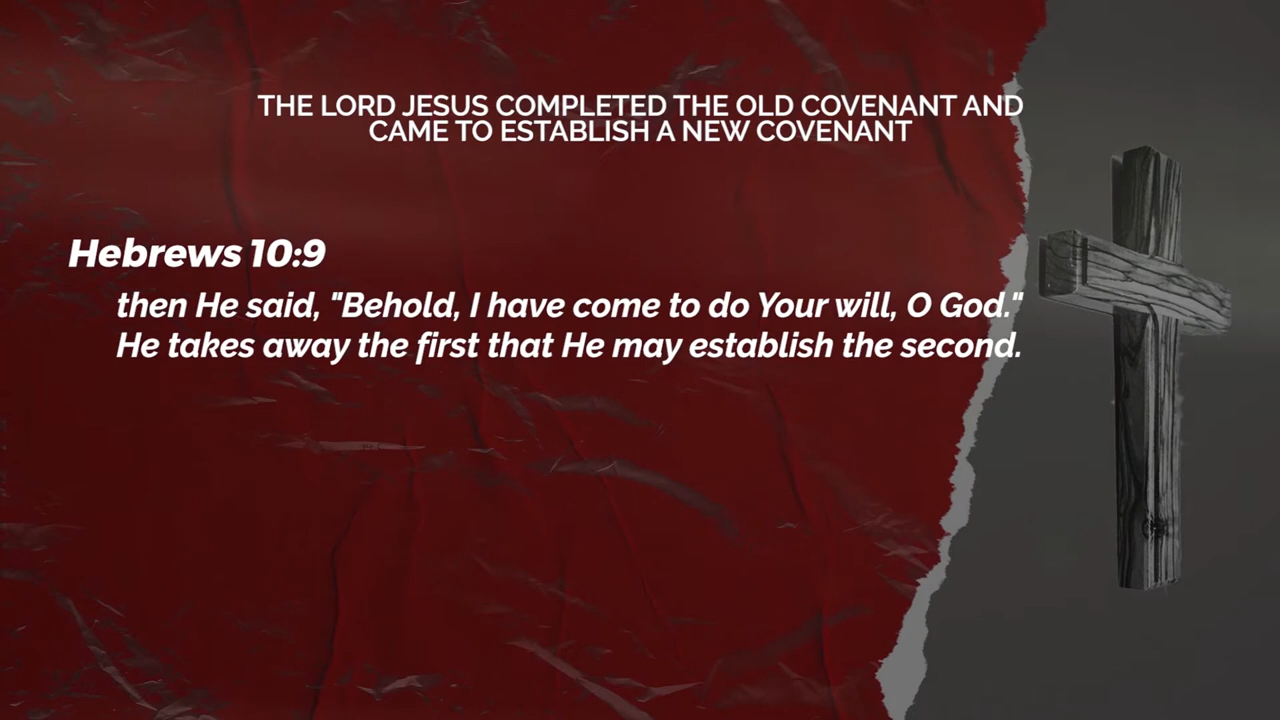 THE LORD JESUS COMPLETED THE OLD COVENANT AND
CAME TO ESTABLISH A NEW COVENANT
Hebrews 10:9
then He said, "Behold, I have come to do Your will, O God."
He takes away the first that He may establish the second.